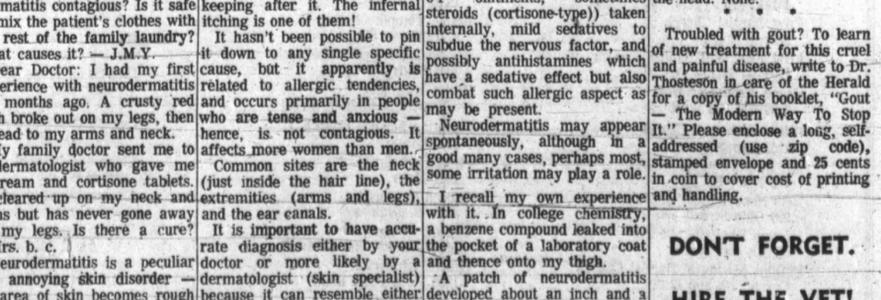 matitis contagious? Is it safe
mix the patient's clothes with
rest of the family laundry?
at causes it? — J.M.Y.
ear Doctor: I had my first
erience with neurodermatitis
months ago. A crusty red
h broke out on my legs, then
ead to my arms and neck.
y family doctor sent me to
dermatologist who gave me
ream and cortisone tablets.
cleared up on my neck and
s but has never gone away
my legs. Is there a cure?
rs. b. c.
eurodermatitis is a peculiar
annoying skin disorder —
area of skin becomes rough
keeping after it. The infernal
itching is one of them!
It hasn't been possible to pin
it down to any single specific
cause, but it apparently is
related to allergic tendencies,
and occurs primarily in people
who are tense and anxious —
hence, is not contagious. It
affects more women than men.
Common sites are the neck
(just inside the hair line), the
extremities (arms and legs),
and the ear canals.
It is important to have accu-
rate diagnosis either by your
doctor or more likely by a
dermatologist (skin specialist)
because it can resemble either
steroids (cortisone-type)) taken
internally, mild sedatives to
subdue the nervous factor, and
possibly antihistamines which
have a sedative effect but also
combat such allergic aspect as
may be present.
Neurodermatitis may appear
spontaneously, although in a
good many cases, perhaps most,
some irritation may play a role.
I recall my own experience
with it. In college chemistry,
a benzene compound leaked into
the pocket of a laboratory coat
and thence onto my thigh.
A patch of neurodermatitis
developed about an inch and a
the head. None.
* * *
Troubled with gout? To learn
of new treatment for this cruel
and painful disease, write to Dr.
Thosteson in care of the Herald
for a copy of his booklet, "Gout
— The Modern Way To Stop
It." Please enclose a long, self-
addressed (use zip code),
stamped envelope and 25 cents
in coin to cover cost of printing
and handling.
DON'T FORGET.
HIRE THE VET!